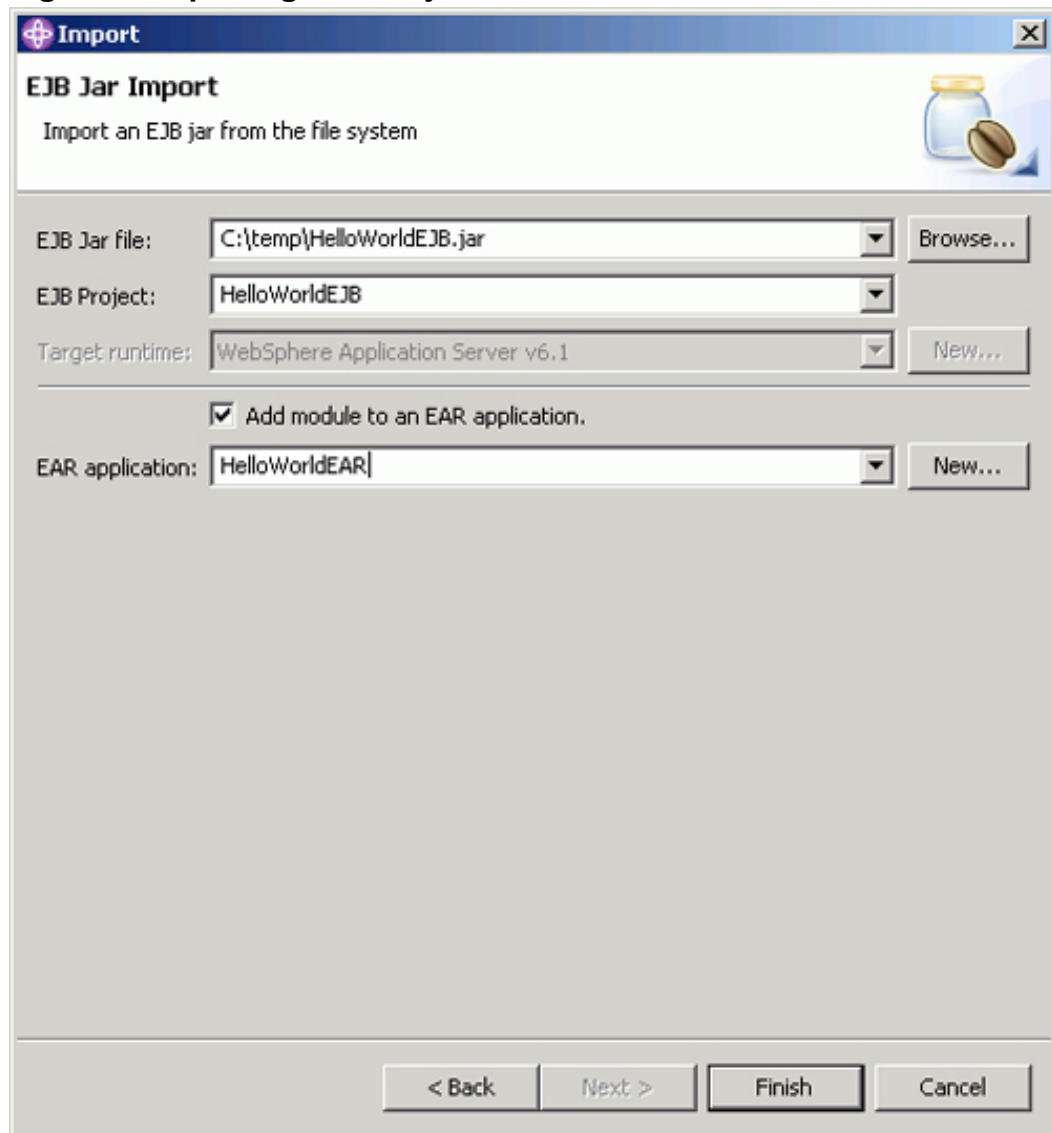 Import
EJB Jar Import
Import an EJB jar from the file system
EJB Jar file: C:\temp\HelloWorldEJB.jar Browse...
EJB Project: HelloWorldEJB
Target runtime: WebSphere Application Server v6.1 New...
Add module to an EAR application.
EAR application: HelloWorldEAR New...
< Back Next > Finish Cancel